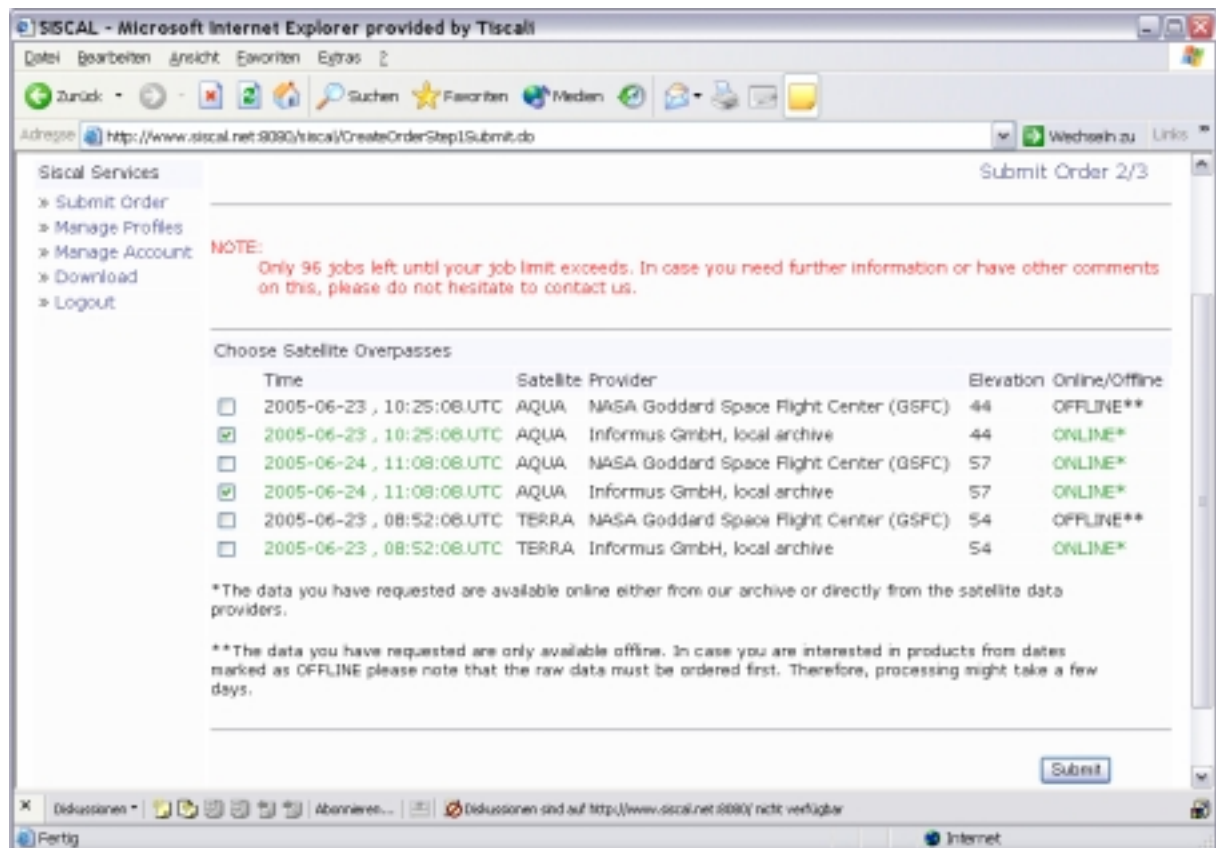 SISCAL - Microsoft Internet Explorer provided by Tiscali
Datei Bearbeiten Ansicht Favoriten Extras ?
Zurück Suchen Favoriten Medien
Adresse http://www.siscal.net:8080/siscal/CreateOrderStep1Submit.do Wechseln zu Links »
Siscal Services
» Submit Order
» Manage Profiles
» Manage Account
» Download
» Logout
Submit Order 2/3
NOTE:
Only 96 jobs left until your job limit exceeds. In case you need further information or have other comments
on this, please do not hesitate to contact us.
Choose Satellite Overpasses
Time Satellite Provider Elevation Online/Offline
2005-06-23 , 10:25:08.UTC AQUA NASA Goddard Space Flight Center (GSFC) 44 OFFLINE**
2005-06-23 , 10:25:08.UTC AQUA Informus GmbH, local archive 44 ONLINE*
2005-06-24 , 11:08:08.UTC AQUA NASA Goddard Space Flight Center (GSFC) 57 ONLINE*
2005-06-24 , 11:08:08.UTC AQUA Informus GmbH, local archive 57 ONLINE*
2005-06-23 , 08:52:08.UTC TERRA NASA Goddard Space Flight Center (GSFC) 54 OFFLINE**
2005-06-23 , 08:52:08.UTC TERRA Informus GmbH, local archive 54 ONLINE*
*The data you have requested are available online either from our archive or directly from the satellite data
providers.
**The data you have requested are only available offline. In case you are interested in products from dates
marked as OFFLINE please note that the raw data must be ordered first. Therefore, processing might take a few
days.
Submit
Diskussionen Abonnieren... Diskussionen sind auf http://www.siscal.net:8080/ nicht verfügbar
Fertig Internet